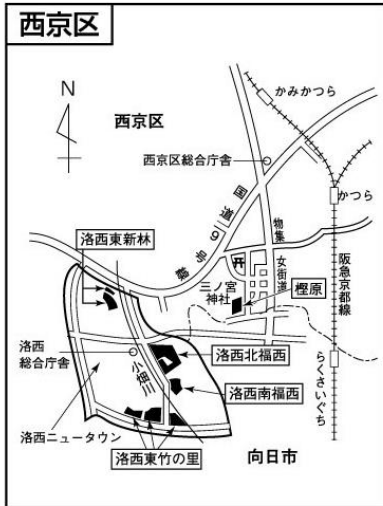 西京区
N
西京区
かみかつら
西京区総合庁舎
かつら
国道九号線
物集女街道
阪急京都線
洛西東新林
三ノ宮
神社
樫原
洛西
総合庁舎
小畑川
洛西北福西
洛西南福西
らくさいぐち
洛西ニュータウン
洛西東竹の里
向日市